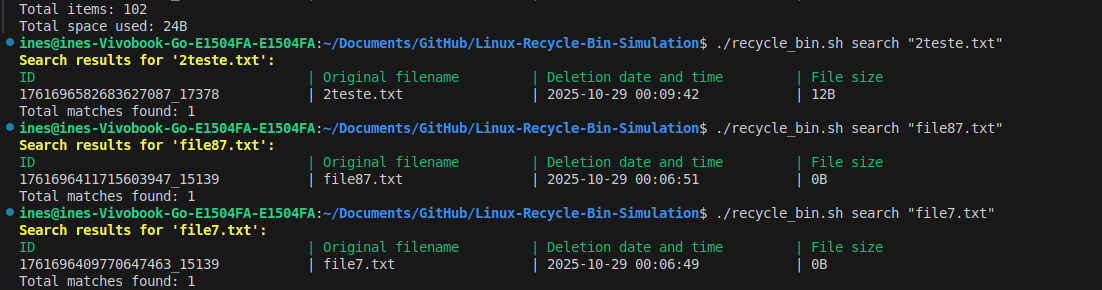 Total items: 102
Total space used: 24B
ines@ines-Vivobook-Go-E1504FA-E1504FA:~/Documents/GitHub/Linux-Recycle-Bin-Simulation$ ./recycle_bin.sh search "2teste.txt"
Search results for '2teste.txt':
ID | Original filename | Deletion date and time | File size
1761696582683627087_17378 | 2teste.txt | 2025-10-29 00:09:42 | 12B
Total matches found: 1
ines@ines-Vivobook-Go-E1504FA-E1504FA:~/Documents/GitHub/Linux-Recycle-Bin-Simulation$ ./recycle_bin.sh search "file87.txt"
Search results for 'file87.txt':
ID | Original filename | Deletion date and time | File size
1761696411715603947_15139 | file87.txt | 2025-10-29 00:06:51 | 0B
Total matches found: 1
ines@ines-Vivobook-Go-E1504FA-E1504FA:~/Documents/GitHub/Linux-Recycle-Bin-Simulation$ ./recycle_bin.sh search "file7.txt"
Search results for 'file7.txt':
ID | Original filename | Deletion date and time | File size
1761696409770647463_15139 | file7.txt | 2025-10-29 00:06:49 | 0B
Total matches found: 1